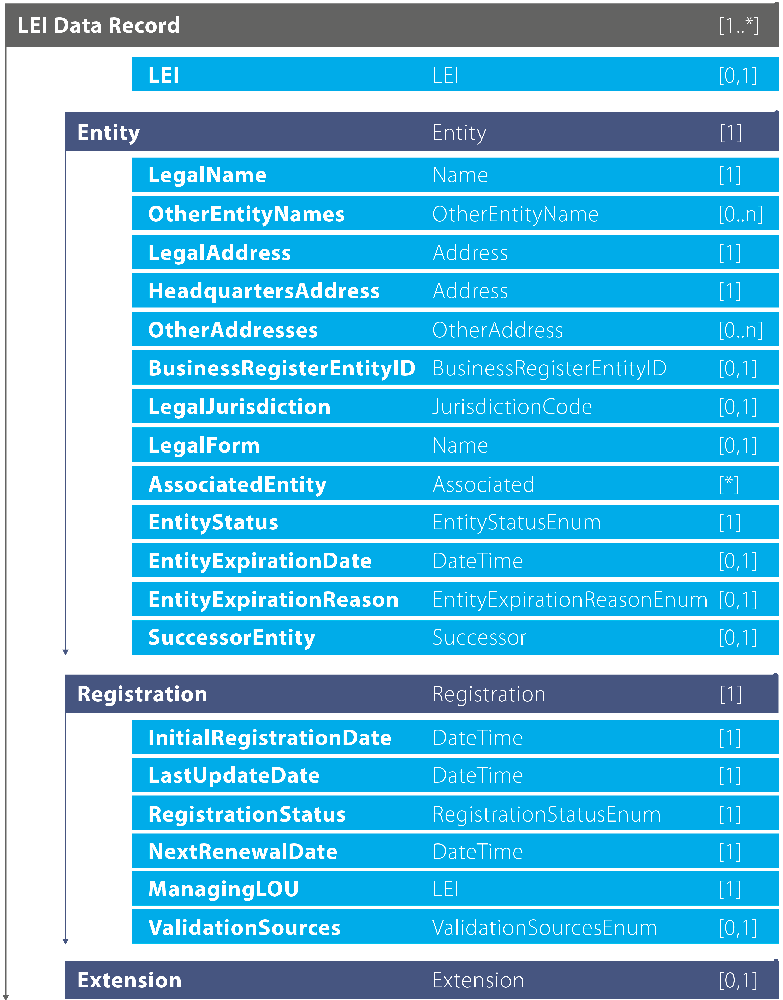 LEI Data Record [1..*]
LEI LEI [0,1]
Entity Entity [1]
LegalName Name [1]
OtherEntityNames OtherEntityName [0..n]
LegalAddress Address [1]
HeadquartersAddress Address [1]
OtherAddresses OtherAddress [0..n]
BusinessRegisterEntityID BusinessRegisterEntityID [0,1]
LegalJurisdiction JurisdictionCode [0,1]
LegalForm Name [0,1]
AssociatedEntity Associated [*]
EntityStatus EntityStatusEnum [1]
EntityExpirationDate DateTime [0,1]
EntityExpirationReason EntityExpirationReasonEnum [0,1]
SuccessorEntity Successor [0,1]
Registration Registration [1]
InitialRegistrationDate DateTime [1]
LastUpdateDate DateTime [1]
RegistrationStatus RegistrationStatusEnum [1]
NextRenewalDate DateTime [1]
ManagingLOU LEI [1]
ValidationSources ValidationSourcesEnum [0,1]
Extension Extension [0,1]